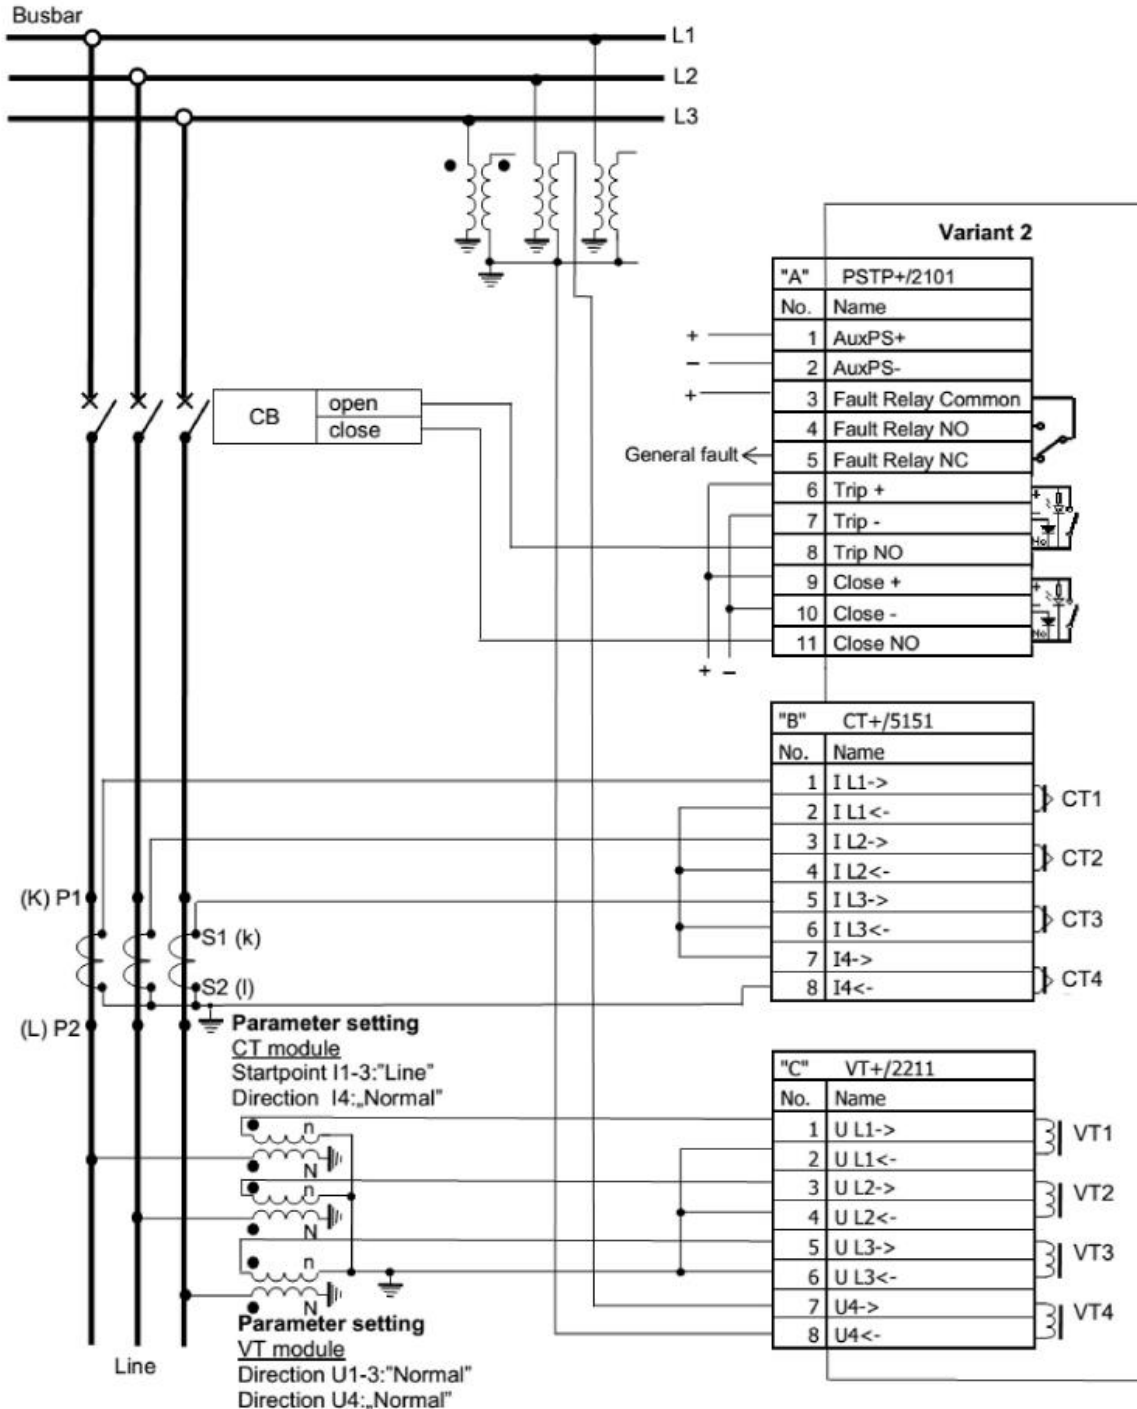 Busbar
L1
L2
L3
Variant 2
"A" PSTP+/2101
No. Name
+ 1 AuxPS+
– 2 AuxPS-
+ 3 Fault Relay Common
4 Fault Relay NO
General fault 5 Fault Relay NC
6 Trip +
7 Trip -
8 Trip NO
9 Close +
10 Close -
11 Close NO
+ –
+
No
+
No
CB open
close
"B" CT+/5151
No. Name
1 I L1->
2 I L1<-
3 I L2->
4 I L2<-
5 I L3->
6 I L3<-
7 I4->
8 I4<-
CT1
CT2
CT3
CT4
(K) P1
S1 (k)
S2 (l)
(L) P2
Parameter setting
CT module
Startpoint I1-3:"Line"
Direction I4:„Normal"
"C" VT+/2211
No. Name
1 U L1->
2 U L1<-
3 U L2->
4 U L2<-
5 U L3->
6 U L3<-
7 U4->
8 U4<-
VT1
VT2
VT3
VT4
n
N
n
N
n
N
Parameter setting
VT module
Direction U1-3:"Normal"
Direction U4:„Normal"
Line